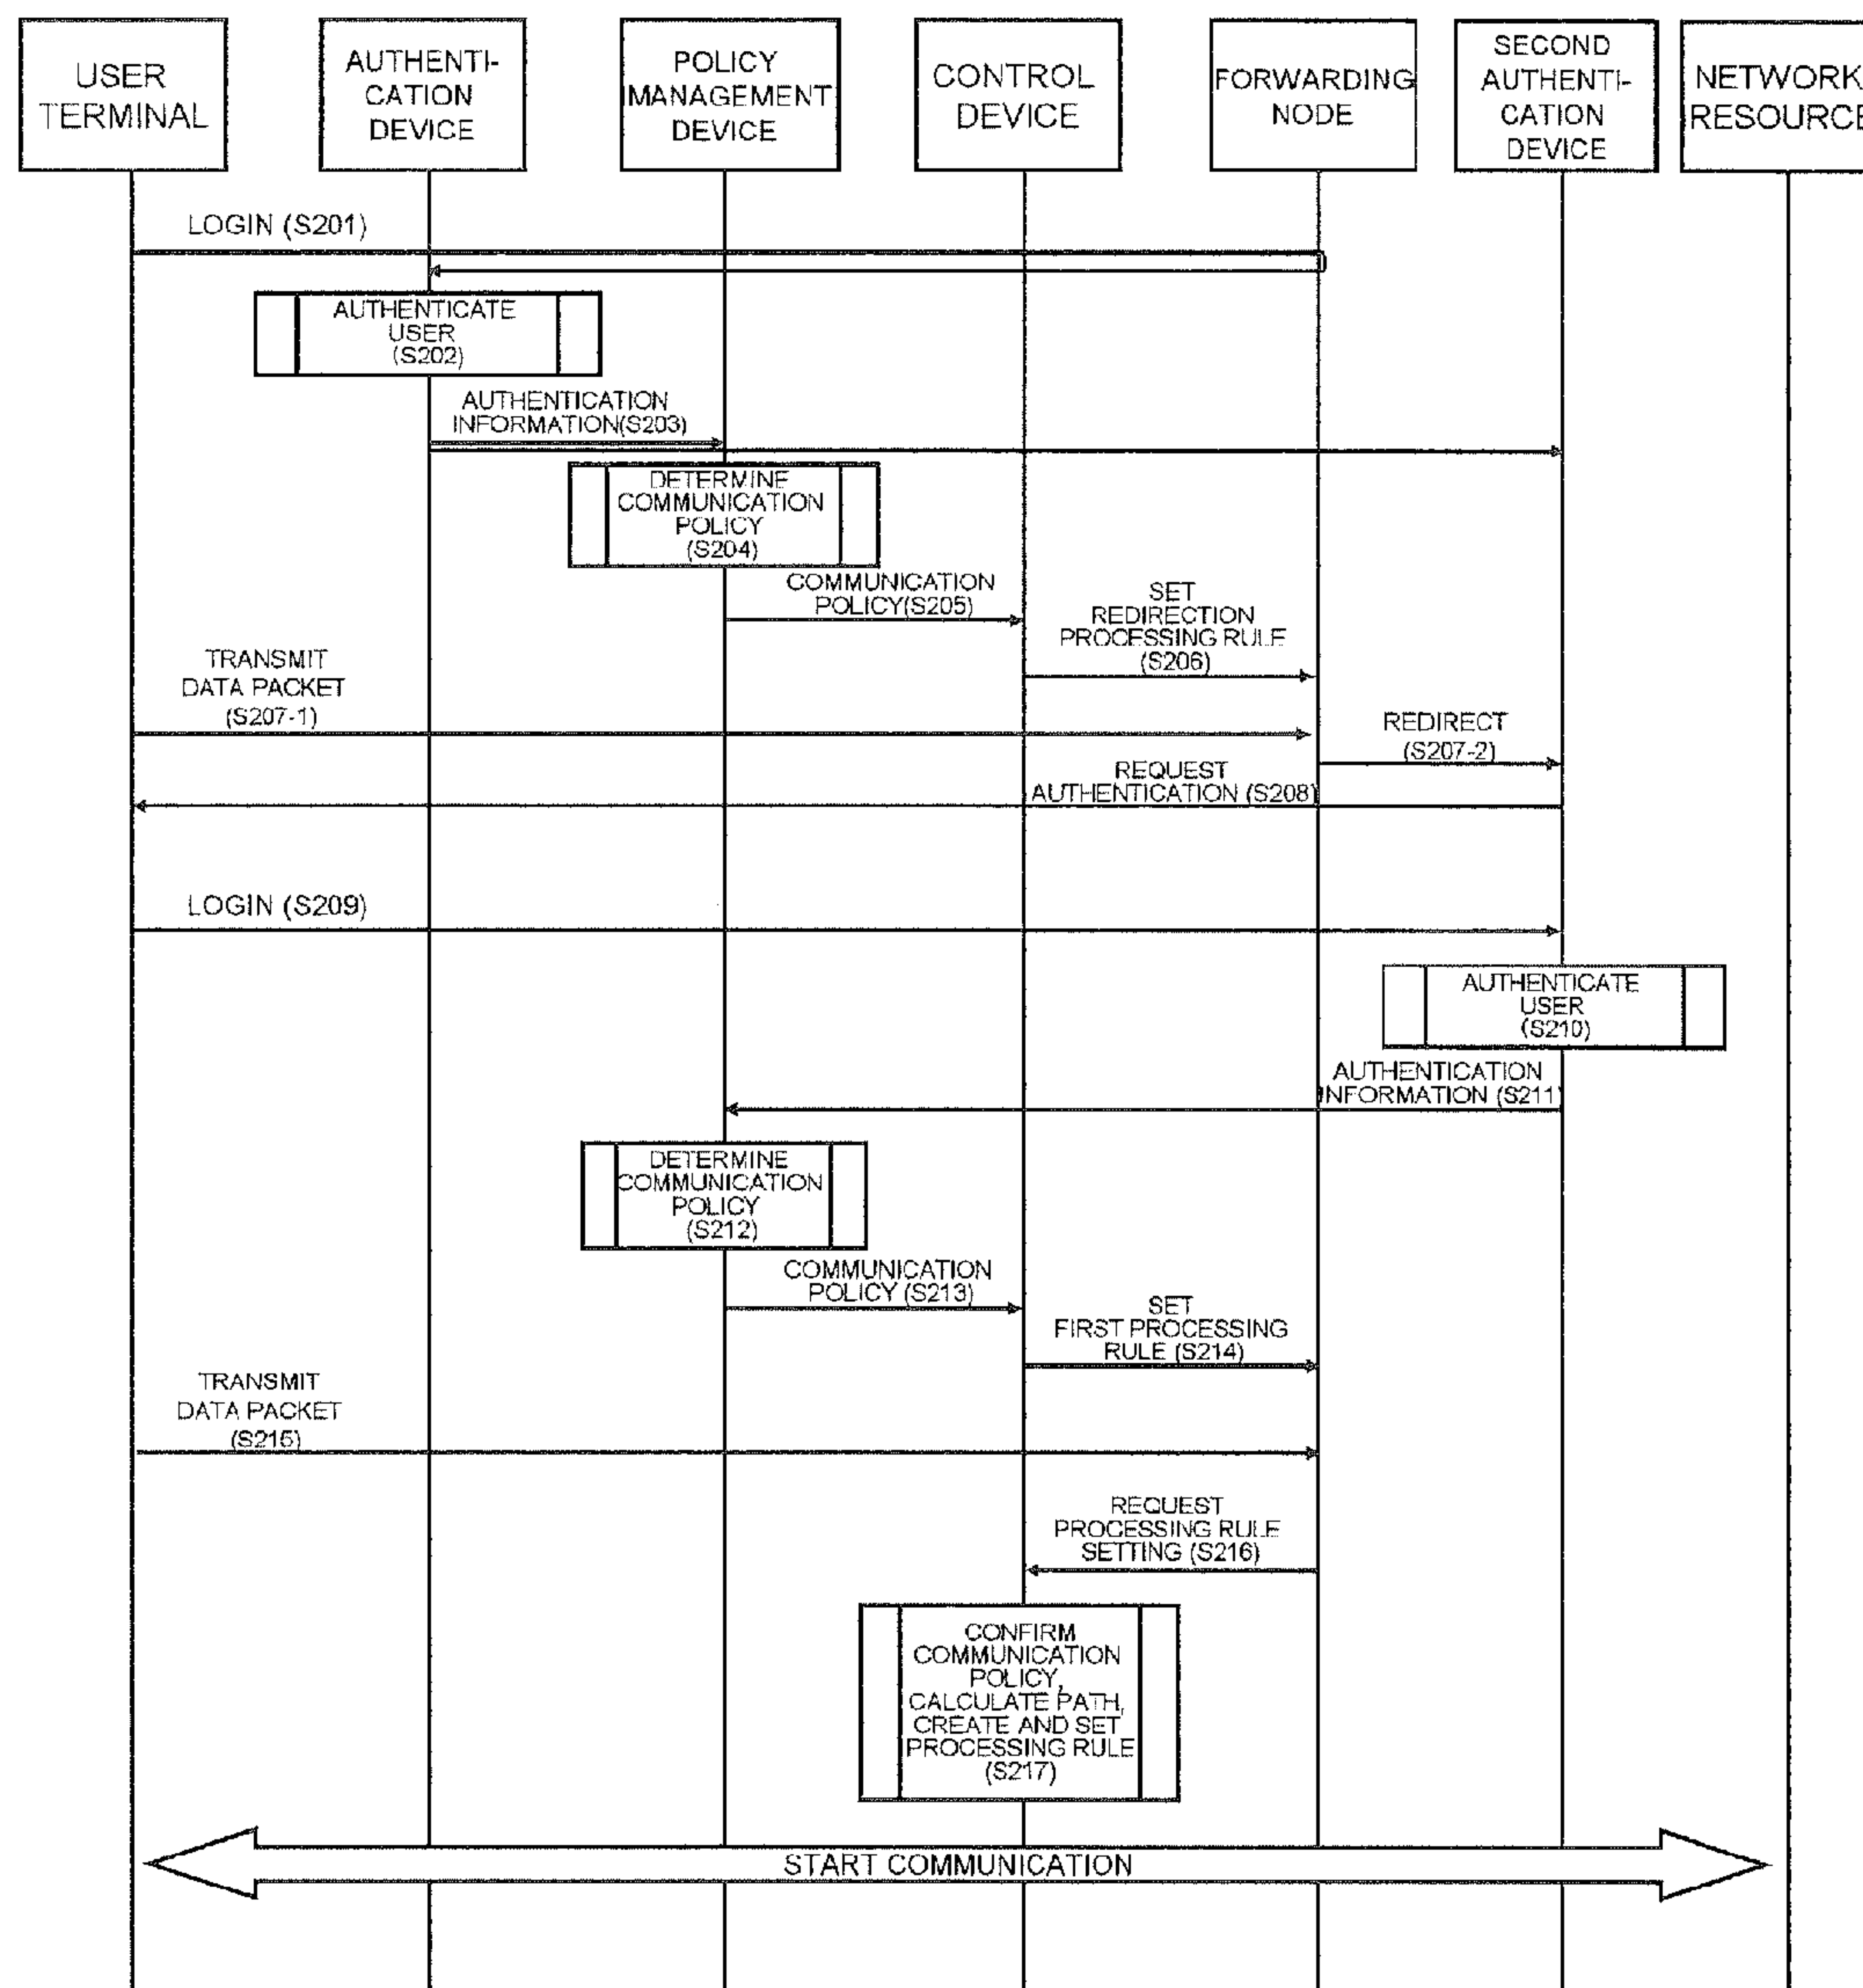 USER
TERMINAL
AUTHENTI-
CATION
DEVICE
POLICY
MANAGEMENT
DEVICE
CONTROL
DEVICE
FORWARDING
NODE
SECOND
AUTHENTI-
CATION
DEVICE
NETWORK
RESOURCE
LOGIN (S201)
AUTHENTICATE
USER
(S202)
AUTHENTICATION
INFORMATION(S203)
DETERMINE
COMMUNICATION
POLICY
(S204)
COMMUNICATION
POLICY(S205)
SET
REDIRECTION
PROCESSING RULE
(S206)
TRANSMIT
DATA PACKET
(S207-1)
REDIRECT
(S207-2)
REQUEST
AUTHENTICATION (S208)
LOGIN (S209)
AUTHENTICATE
USER
(S210)
AUTHENTICATION
INFORMATION (S211)
DETERMINE
COMMUNICATION
POLICY
(S212)
COMMUNICATION
POLICY (S213)
SET
FIRST PROCESSING
RULE (S214)
TRANSMIT
DATA PACKET
(S215)
REQUEST
PROCESSING RULE
SETTING (S216)
CONFIRM
COMMUNICATION
POLICY,
CALCULATE PATH,
CREATE AND SET
PROCESSING RULE
(S217)
START COMMUNICATION